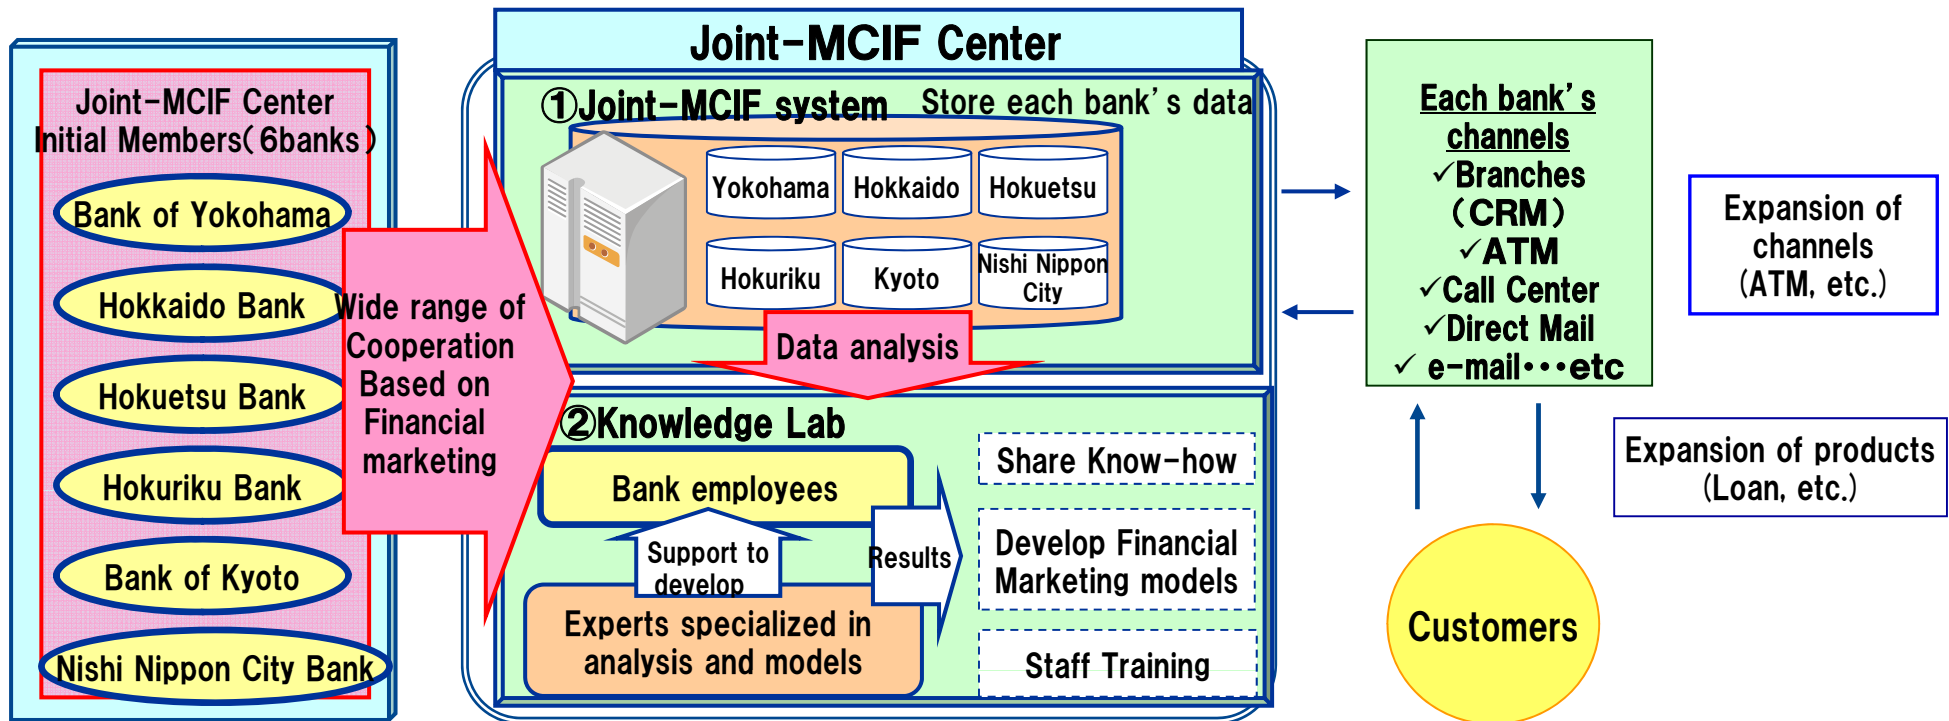 Joint-MCIF Center
Joint-MCIF Center
Initial Members(6banks)
Bank of Yokohama
Hokkaido Bank
Hokuetsu Bank
Hokuriku Bank
Bank of Kyoto
Nishi Nippon City Bank
Wide range of
Cooperation
Based on
Financial
marketing
①Joint-MCIF system
Store each bank's data
Yokohama
Hokkaido
Hokuetsu
Hokuriku
Kyoto
Nishi Nippon
City
Data analysis
②Knowledge Lab
Bank employees
Support to
develop
Experts specialized in
analysis and models
Results
Share Know-how
Develop Financial
Marketing models
Staff Training
Each bank's
channels
✓Branches
(CRM)
✓ATM
✓Call Center
✓Direct Mail
✓ e-mail･･･etc
Customers
Expansion of
channels
(ATM, etc.)
Expansion of products
(Loan, etc.)